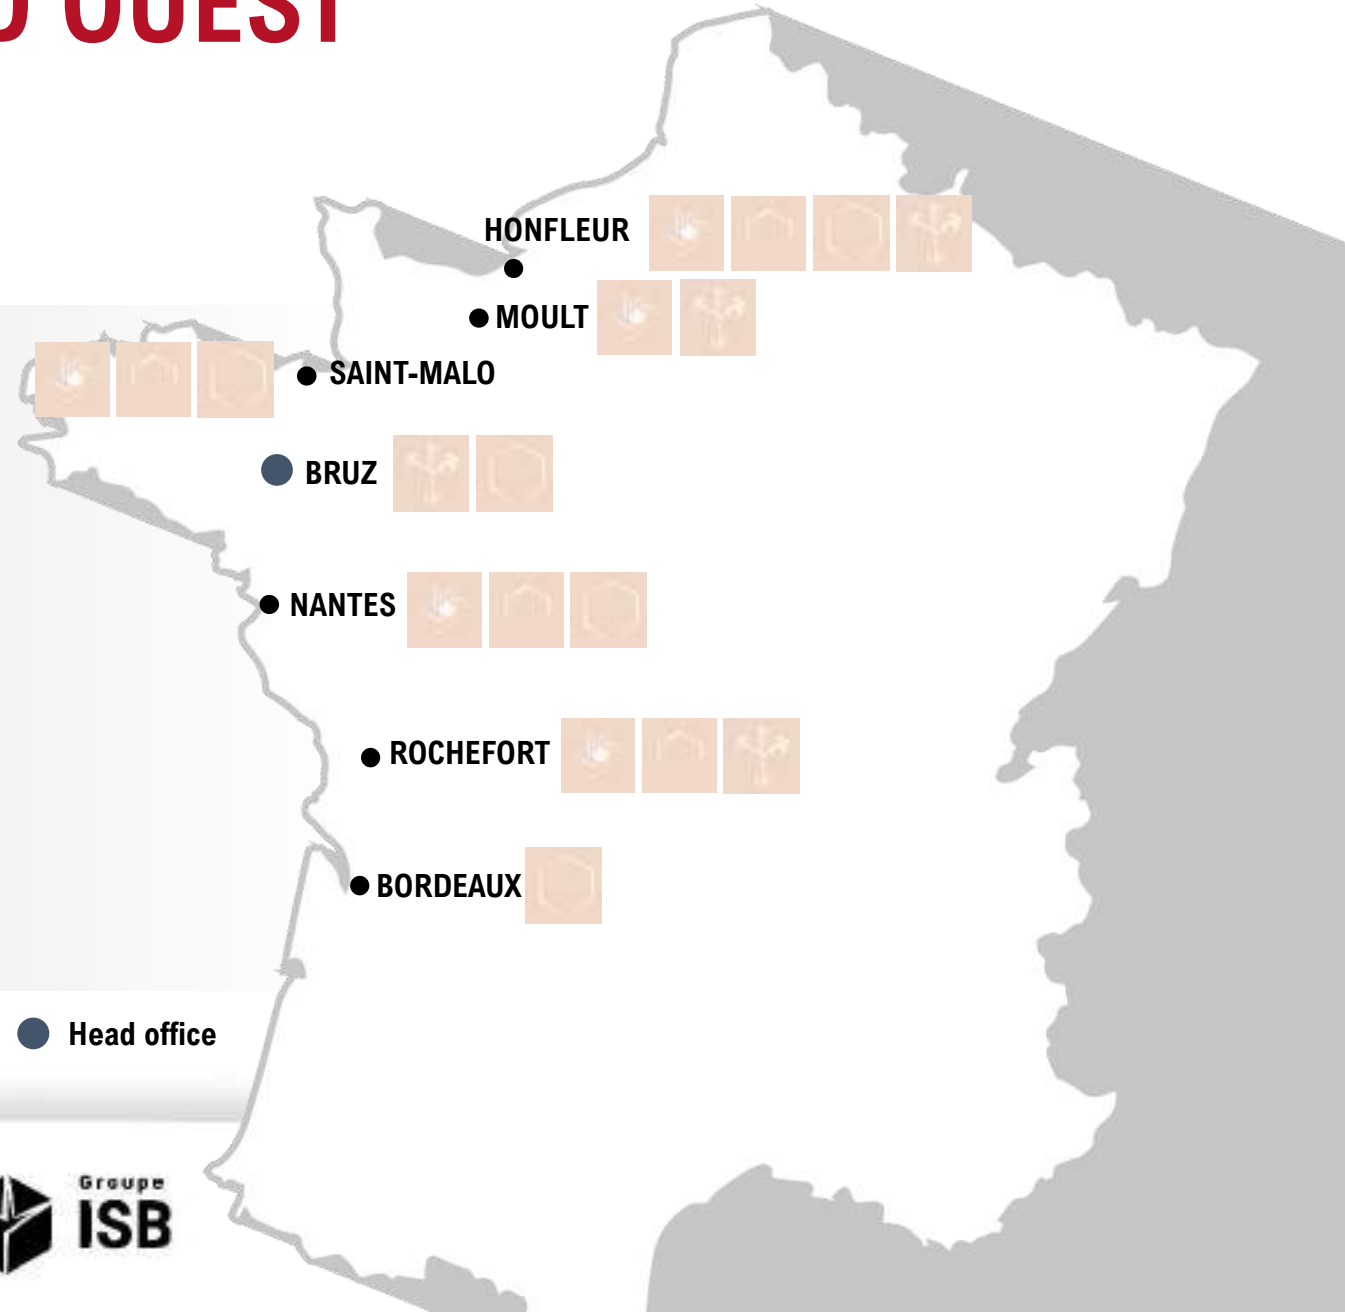 D'OUEST
HONFLEUR
MOULT
SAINT-MALO
BRUZ
NANTES
ROCHEFORT
BORDEAUX
Head office
Groupe
ISB